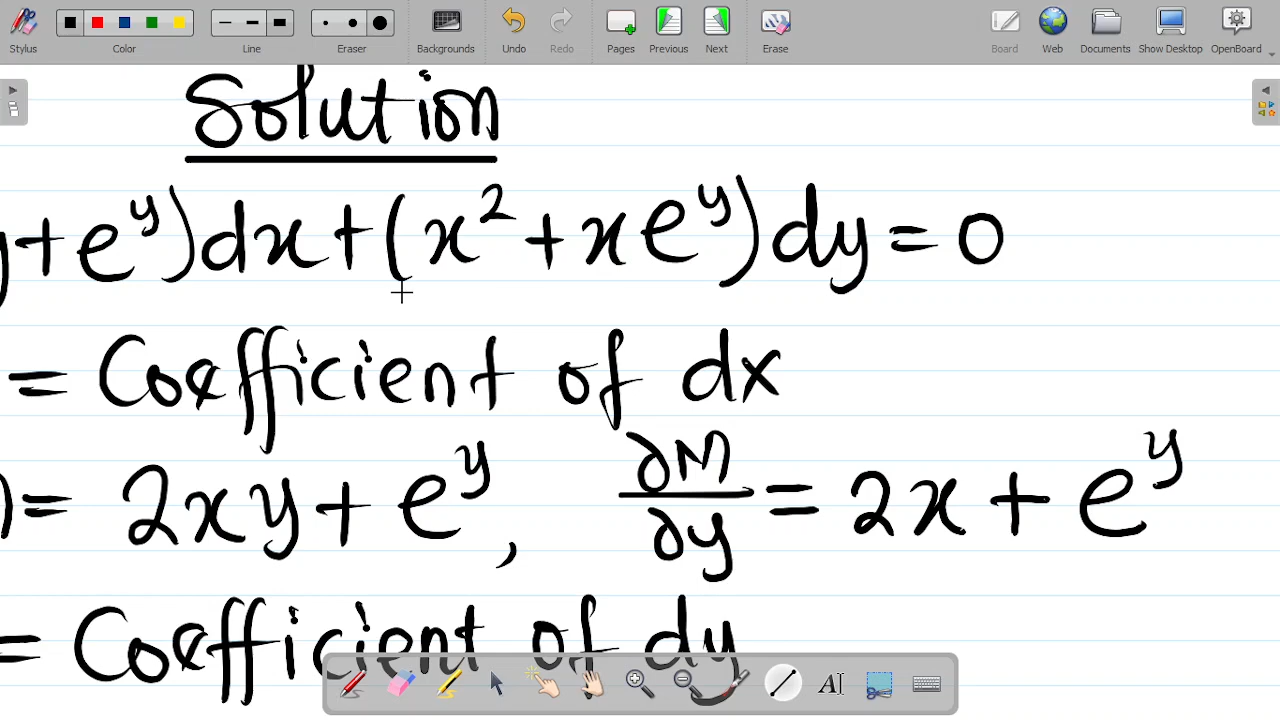 Stylus Color Line Eraser Backgrounds Undo Redo Pages Previous Next Erase Board Web Documents Show Desktop OpenBoard
Solution
y+e^y)dx+(x^2+xe^y)dy=0
= Coefficient of dx
)= 2xy+e^y, ∂M/∂y = 2x+e^y
= Coefficient of dy